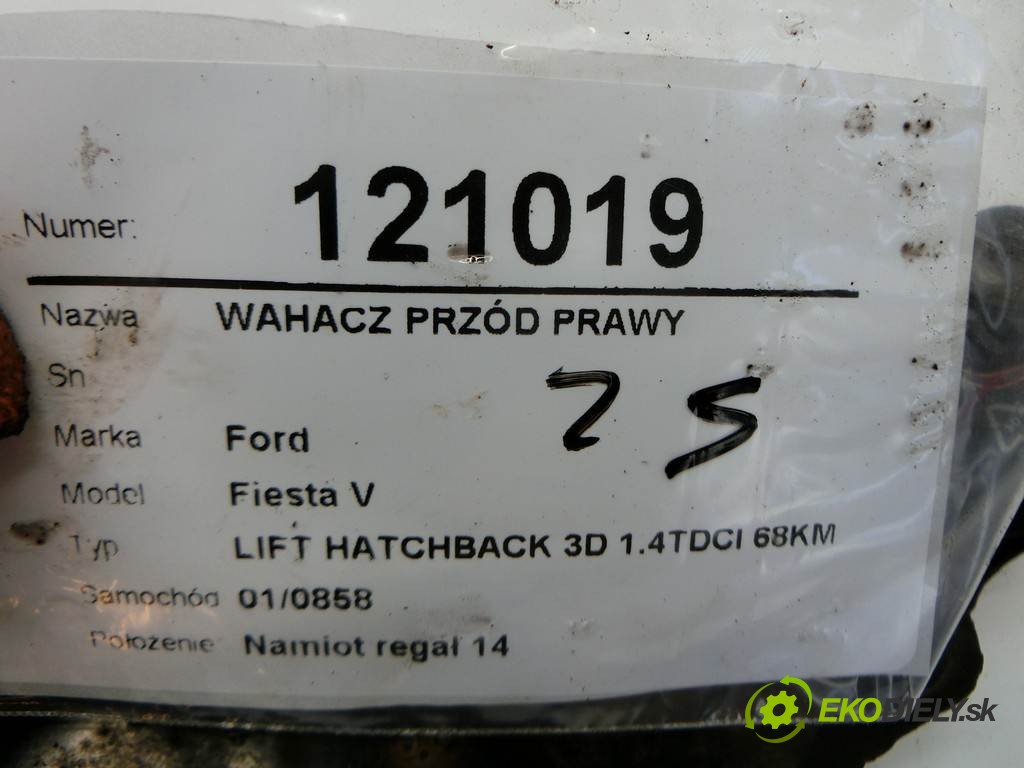 Numer: 121019
Nazwa WAHACZ PRZÓD PRAWY
Sn
25
Marka Ford
Model Fiesta V
Typ LIFT HATCHBACK 3D 1.4TDCI 68KM
Samochód 01/0858
Położenie Namiot regał 14
EKODIELY.sk